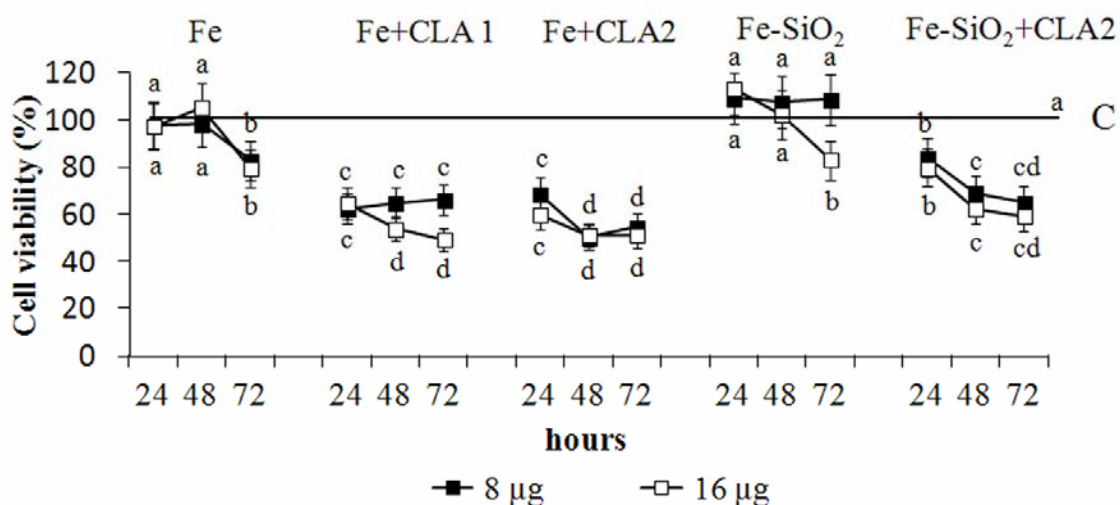 Fe Fe+CLA 1 Fe+CLA2 Fe-SiO₂ Fe-SiO₂+CLA2
Cell viability (%)
120
100
80
60
40
20
0
a a b
a a b
c c c
c d d
c d d
c d d
a a a
a a b
b c cd
b c cd
a C
24 48 72 24 48 72 24 48 72 24 48 72 24 48 72
hours
8 µg 16 µg